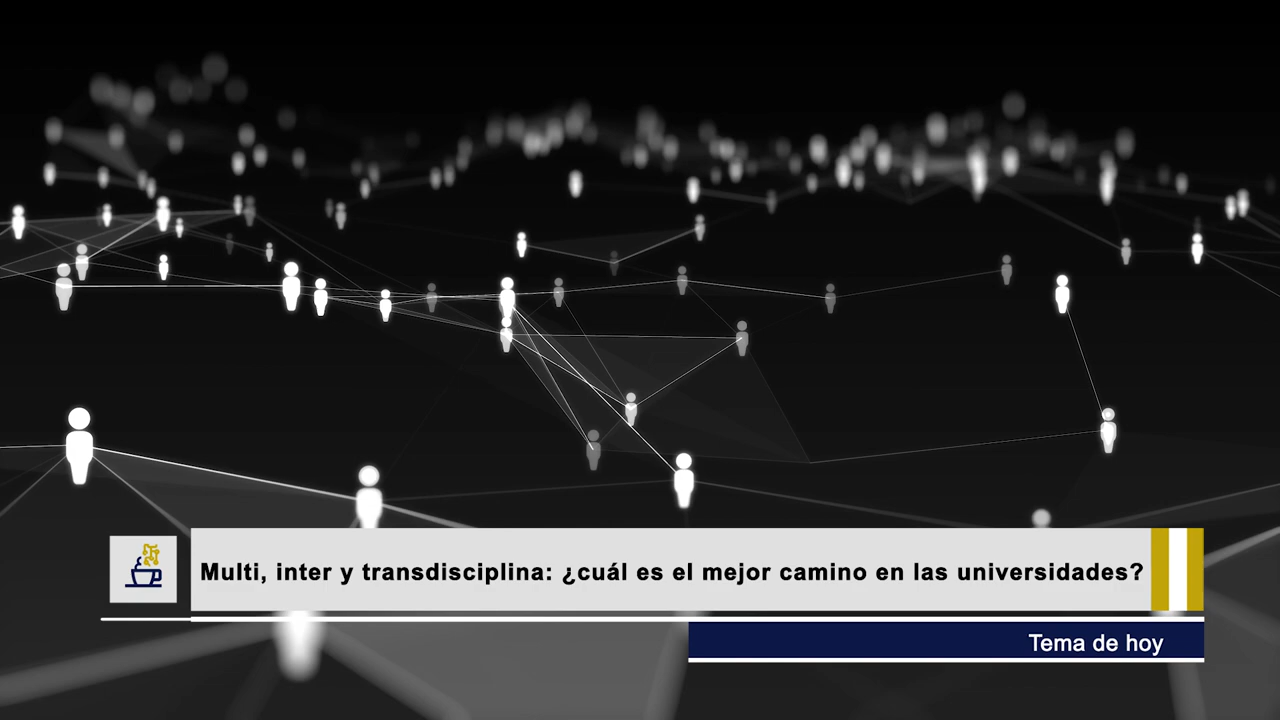 Multi, inter y transdisciplina: ¿cuál es el mejor camino en las universidades?
Tema de hoy